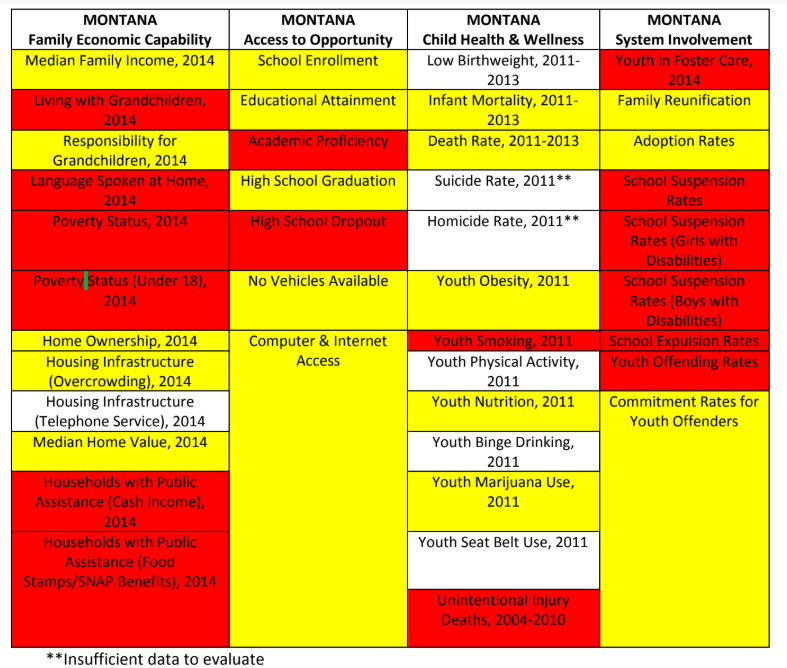 MONTANA
Family Economic Capability
Median Family Income, 2014
Living with Grandchildren,
2014
Responsibility for
Grandchildren, 2014
Language Spoken at Home,
2014
Poverty Status, 2014
Poverty Status (Under 18),
2014
Home Ownership, 2014
Housing Infrastructure
(Overcrowding), 2014
Housing Infrastructure
(Telephone Service), 2014
Median Home Value, 2014
Households with Public
Assistance (Cash Income),
2014
Households with Public
Assistance (Food
Stamps/SNAP Benefits), 2014
MONTANA
Access to Opportunity
School Enrollment
Educational Attainment
Academic Proficiency
High School Graduation
High School Dropout
No Vehicles Available
Computer & Internet
Access
MONTANA
Child Health & Wellness
Low Birthweight, 2011-
2013
Infant Mortality, 2011-
2013
Death Rate, 2011-2013
Suicide Rate, 2011**
Homicide Rate, 2011**
Youth Obesity, 2011
Youth Smoking, 2011
Youth Physical Activity,
2011
Youth Nutrition, 2011
Youth Binge Drinking,
2011
Youth Marijuana Use,
2011
Youth Seat Belt Use, 2011
Unintentional Injury
Deaths, 2004-2010
MONTANA
System Involvement
Youth in Foster Care,
2014
Family Reunification
Adoption Rates
School Suspension
Rates
School Suspension
Rates (Girls with
Disabilities)
School Suspension
Rates (Boys with
Disabilities)
School Expulsion Rates
Youth Offending Rates
Commitment Rates for
Youth Offenders
**Insufficient data to evaluate